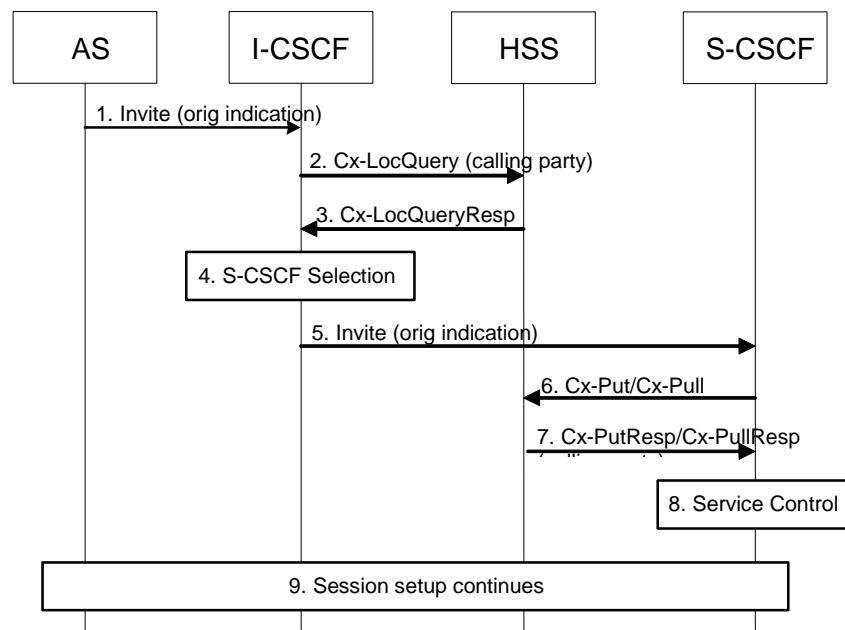 AS I-CSCF HSS S-CSCF
1. Invite (orig indication)
2. Cx-LocQuery (calling party)
3. Cx-LocQueryResp
4. S-CSCF Selection
5. Invite (orig indication)
6. Cx-Put/Cx-Pull
7. Cx-PutResp/Cx-PullResp
8. Service Control
9. Session setup continues